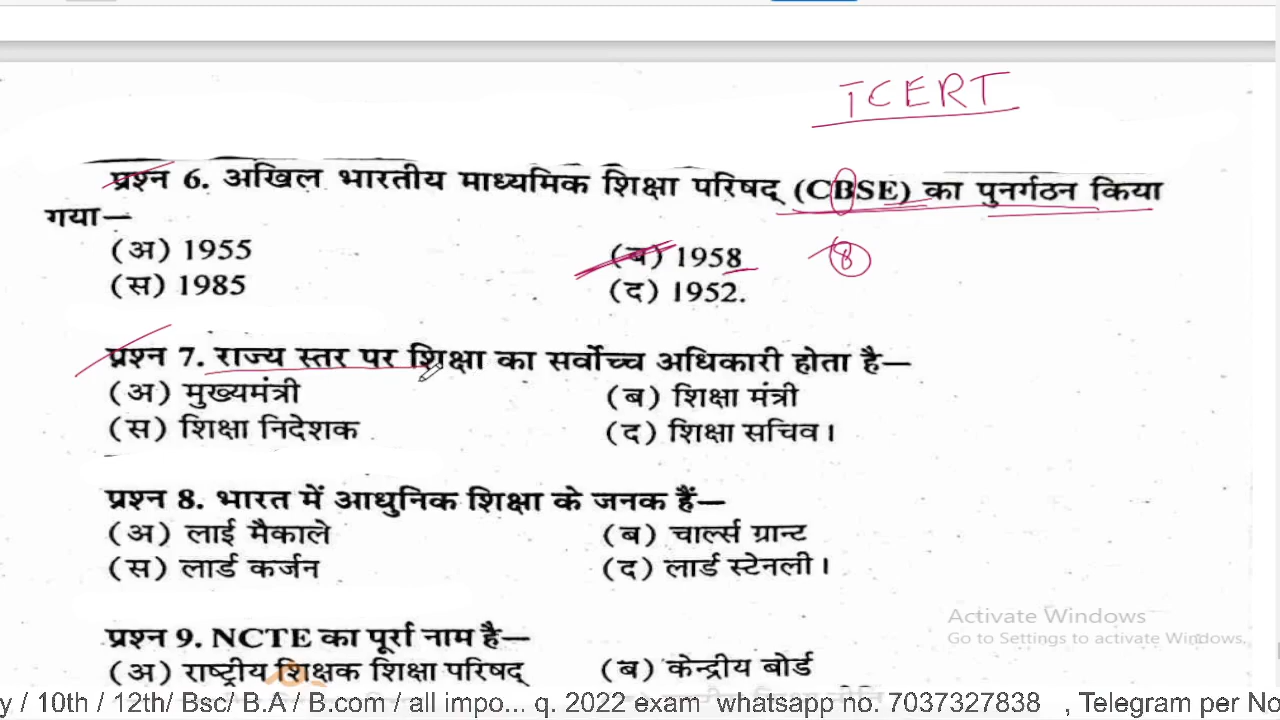 TCERT
प्रश्न 6. अखिल भारतीय माध्यमिक शिक्षा परिषद् (CBSE) का पुनर्गठन किया
गया—
(अ) 1955 (ब) 1958 8
(स) 1985 (द) 1952.
प्रश्न 7. राज्य स्तर पर शिक्षा का सर्वोच्च अधिकारी होता है—
(अ) मुख्यमंत्री (ब) शिक्षा मंत्री
(स) शिक्षा निदेशक (द) शिक्षा सचिव।
प्रश्न 8. भारत में आधुनिक शिक्षा के जनक हैं—
(अ) लाई मैकाले (ब) चार्ल्स ग्रान्ट
(स) लार्ड कर्जन (द) लार्ड स्टेनली।
Activate Windows
Go to Settings to activate Windows.
प्रश्न 9. NCTE का पूर्रा नाम है—
(अ) राष्ट्रीय शिक्षक शिक्षा परिषद् (ब) केन्द्रीय बोर्ड
y / 10th / 12th/ Bsc/ B.A / B.com / all impo... q. 2022 exam whatsapp no. 7037327838 , Telegram per No